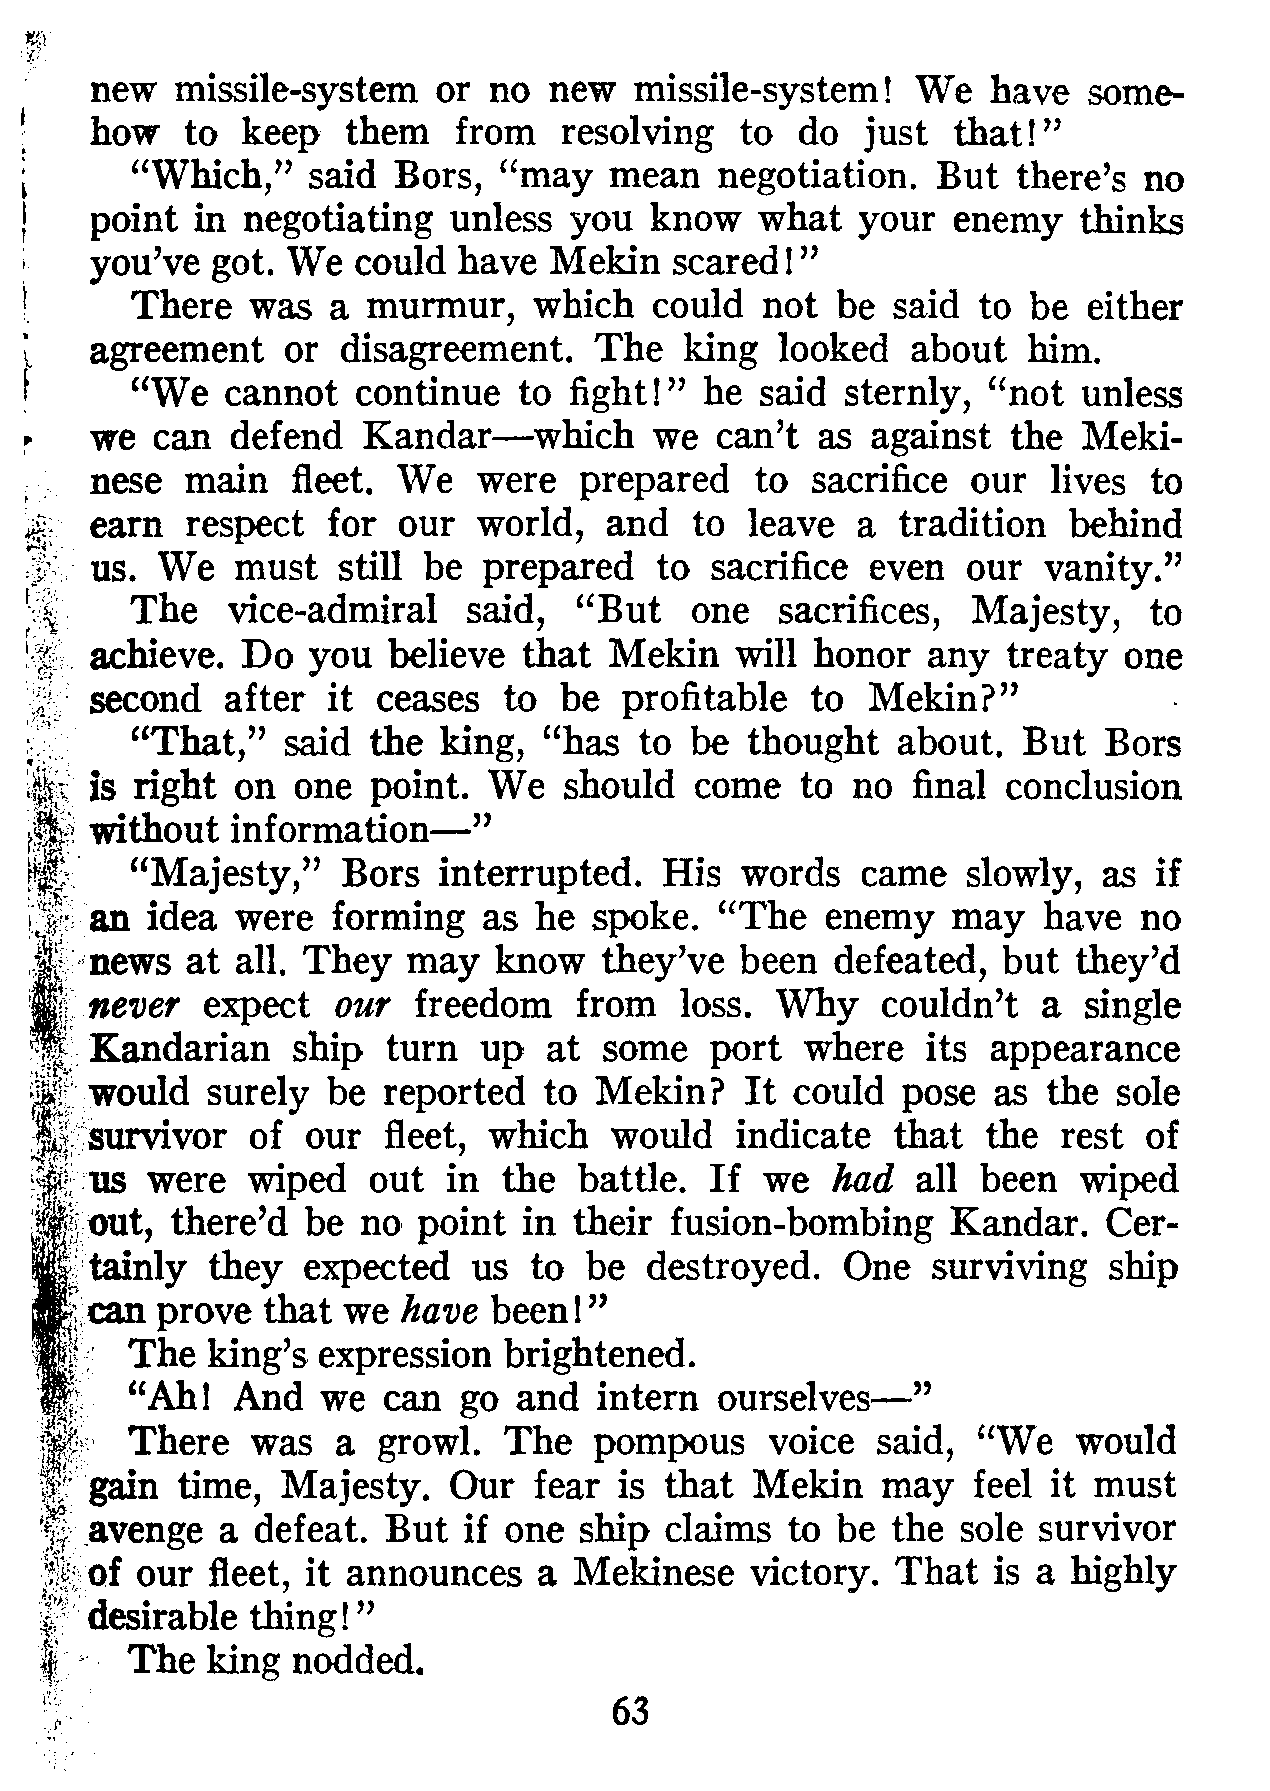 new missile-system or no new missile-system! We have some-
how to keep them from resolving to do just that!”
“Which,” said Bors, “may mean negotiation. But there’s no
point in negotiating unless you know what your enemy thinks
you’ve got. We could have Mekin scared!”
There was a murmur, which could not be said to be either
agreement or disagreement. The king looked about him.
“We cannot continue to fight!” he said sternly, “not unless
we can defend Kandar—which we can’t as against the Meki-
nese main fleet. We were prepared to sacrifice our lives to
earn respect for our world, and to leave a tradition behind
us. We must still be prepared to sacrifice even our vanity.”
The vice-admiral said, “But one sacrifices, Majesty, to
achieve. Do you believe that Mekin will honor any treaty one
second after it ceases to be profitable to Mekin?”
“That,” said the king, “has to be thought about. But Bors
is right on one point. We should come to no final conclusion
without information—”
“Majesty,” Bors interrupted. His words came slowly, as if
an idea were forming as he spoke. “The enemy may have no
news at all. They may know they’ve been defeated, but they’d
never expect our freedom from loss. Why couldn’t a single
Kandarian ship turn up at some port where its appearance
would surely be reported to Mekin? It could pose as the sole
survivor of our fleet, which would indicate that the rest of
us were wiped out in the battle. If we had all been wiped
out, there’d be no point in their fusion-bombing Kandar. Cer-
tainly they expected us to be destroyed. One surviving ship
can prove that we have been!”
The king’s expression brightened.
“Ah! And we can go and intern ourselves—”
There was a growl. The pompous voice said, “We would
gain time, Majesty. Our fear is that Mekin may feel it must
avenge a defeat. But if one ship claims to be the sole survivor
of our fleet, it announces a Mekinese victory. That is a highly
desirable thing!”
The king nodded.
63